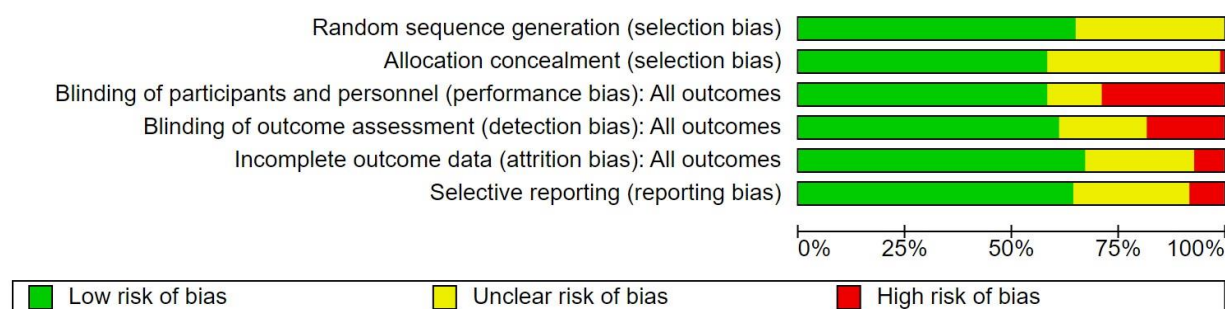 Random sequence generation (selection bias)
Allocation concealment (selection bias)
Blinding of participants and personnel (performance bias): All outcomes
Blinding of outcome assessment (detection bias): All outcomes
Incomplete outcome data (attrition bias): All outcomes
Selective reporting (reporting bias)
0% 25% 50% 75% 100%
Low risk of bias Unclear risk of bias High risk of bias